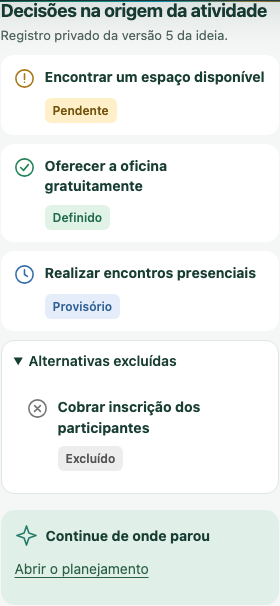 Decisões na origem da atividade
Registro privado da versão 5 da ideia.
Encontrar um espaço disponível
Pendente
Oferecer a oficina
gratuitamente
Definido
Realizar encontros presenciais
Provisório
▼ Alternativas excluídas
Cobrar inscrição dos
participantes
Excluído
Continue de onde parou
Abrir o planejamento